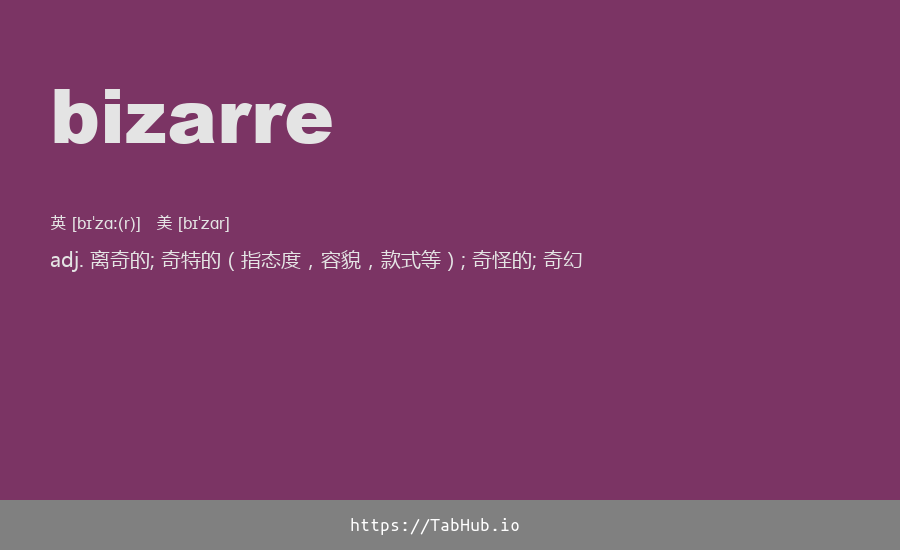 bizarre
英 [bɪˈzɑː(r)] 美 [bɪˈzɑr]
adj. 离奇的; 奇特的（指态度，容貌，款式等）; 奇怪的; 奇幻
https://TabHub.io